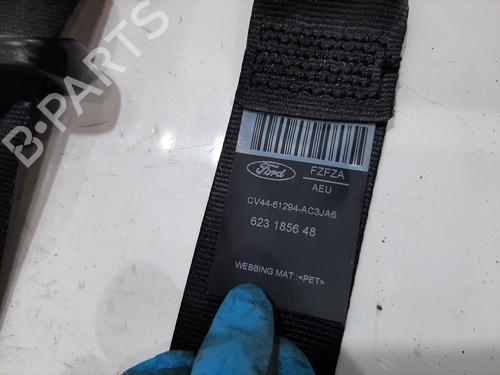 B-PARTS
Ford
FZFZA
AEU
CV44-61294-AC3JA6
623 1856 48
WEBBING MAT.:<PET>